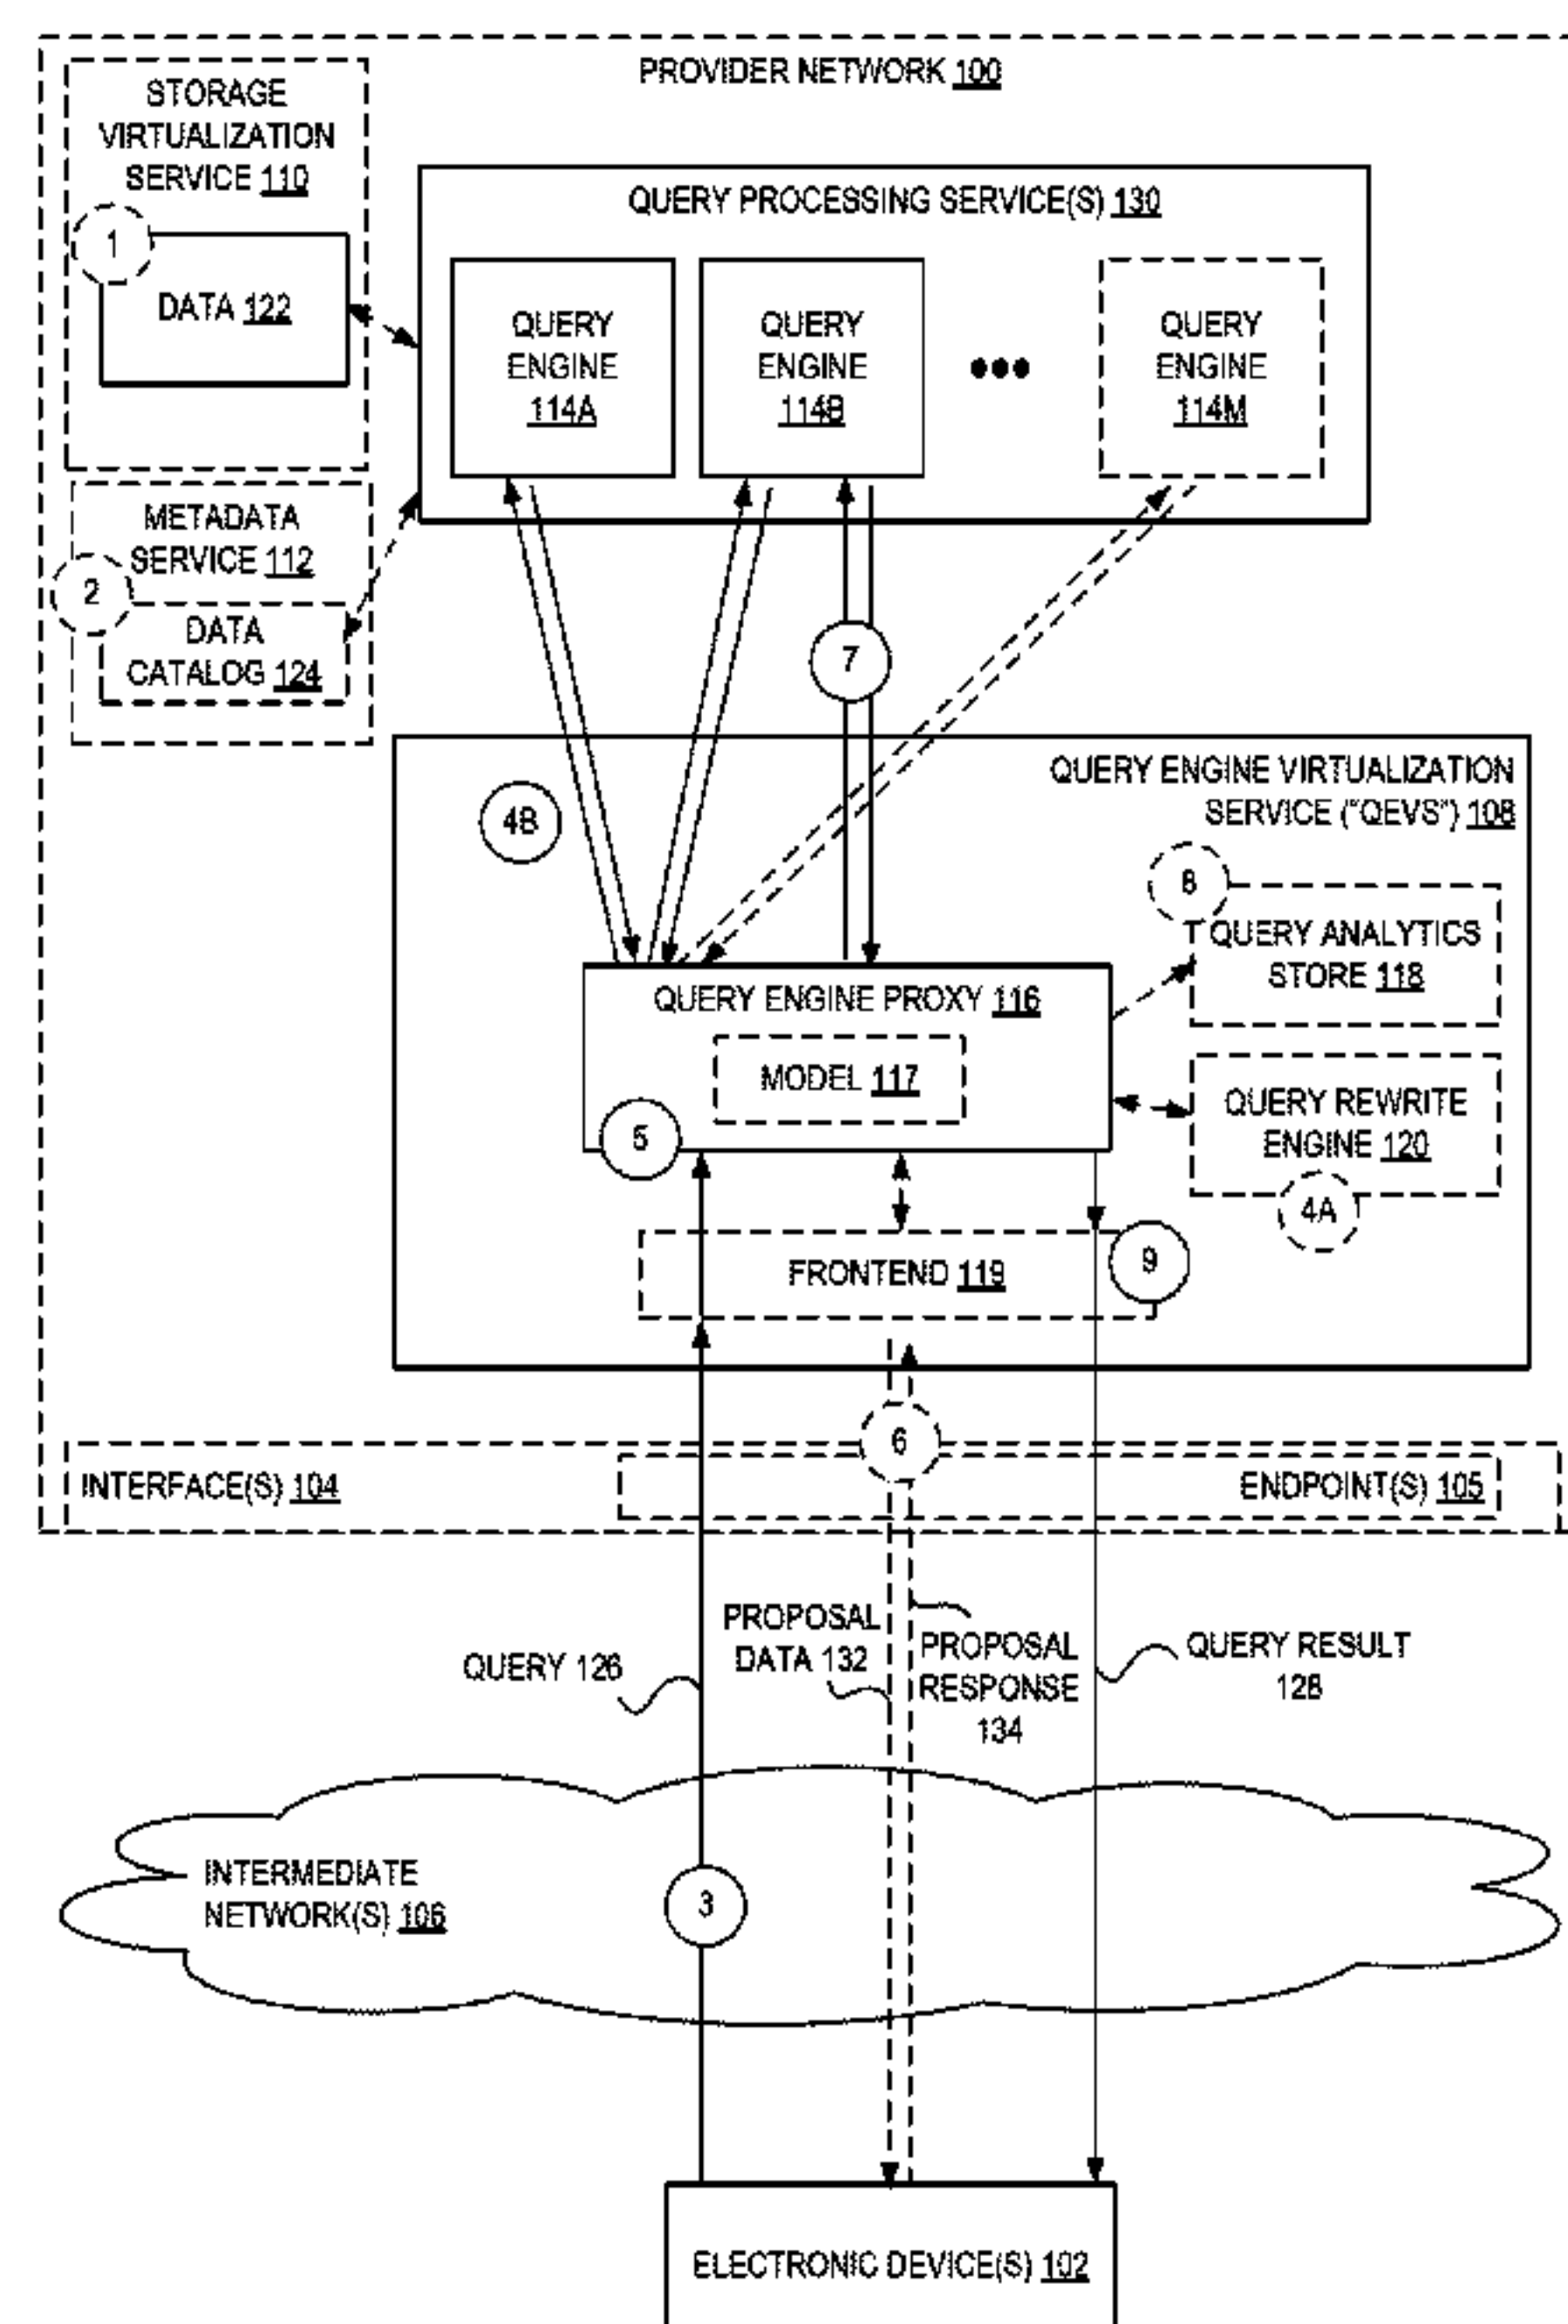 PROVIDER NETWORK 100
STORAGE
VIRTUALIZATION
SERVICE 110
1
DATA 122
QUERY PROCESSING SERVICE(S) 130
QUERY
ENGINE
114A
QUERY
ENGINE
114B
QUERY
ENGINE
114M
METADATA
SERVICE 112
2
DATA
CATALOG 124
7
4B
QUERY ENGINE VIRTUALIZATION
SERVICE ("QEVS") 108
8
QUERY ANALYTICS
STORE 118
QUERY ENGINE PROXY 116
MODEL 117
5
QUERY REWRITE
ENGINE 120
4A
FRONTEND 119
9
6
INTERFACE(S) 104
ENDPOINT(S) 105
QUERY 126
PROPOSAL
DATA 132
PROPOSAL
RESPONSE
134
QUERY RESULT
128
INTERMEDIATE
NETWORK(S) 106
3
ELECTRONIC DEVICE(S) 102